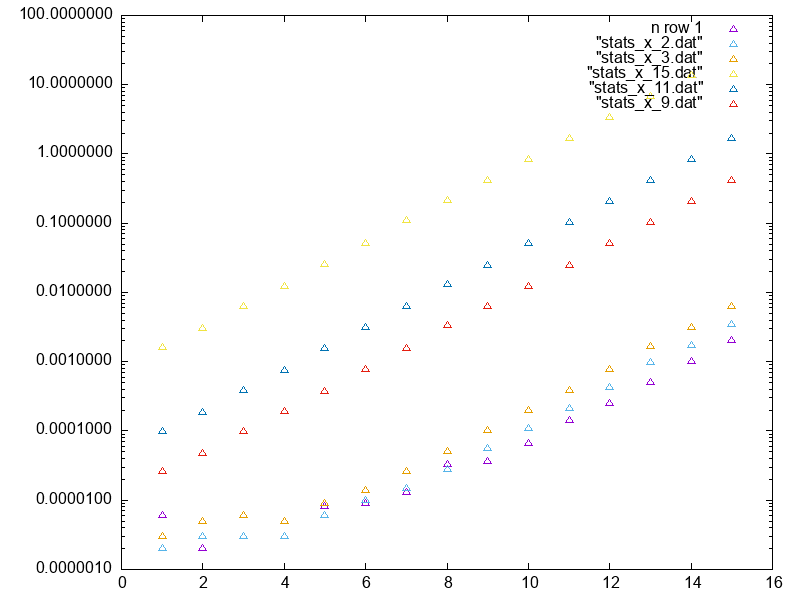 100.0000000
n row 1
"stats_x_2.dat"
"stats_x_3.dat"
"stats_x_15.dat"
10.0000000
"stats_x_11.dat"
"stats_x_9.dat"
1.0000000
0.1000000
0.0100000
0.0010000
0.0001000
0.0000100
0.0000010
0 2 4 6 8 10 12 14 16